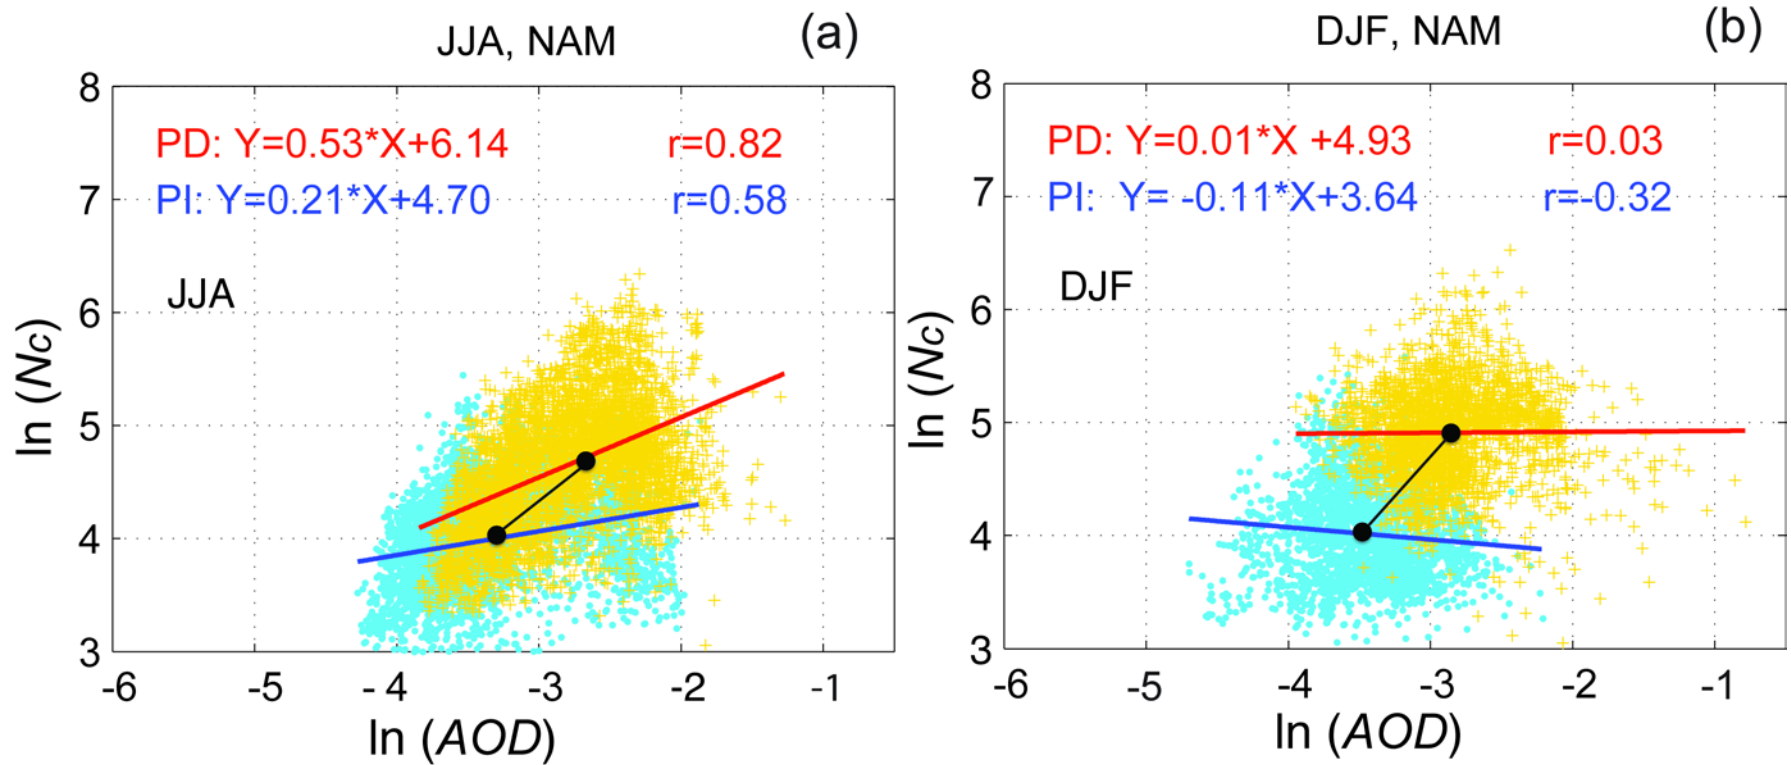 JJA, NAM (a)
8
PD: Y=0.53*X+6.14 r=0.82
7
PI: Y=0.21*X+4.70 r=0.58
JJA
6
5
4
3
ln (Nc)
-6 -5 - 4 -3 -2 -1
ln (AOD)
DJF, NAM (b)
8
PD: Y=0.01*X +4.93 r=0.03
7
PI: Y= -0.11*X+3.64 r=-0.32
DJF
6
5
4
3
ln (Nc)
-6 -5 -4 -3 -2 -1
ln (AOD)